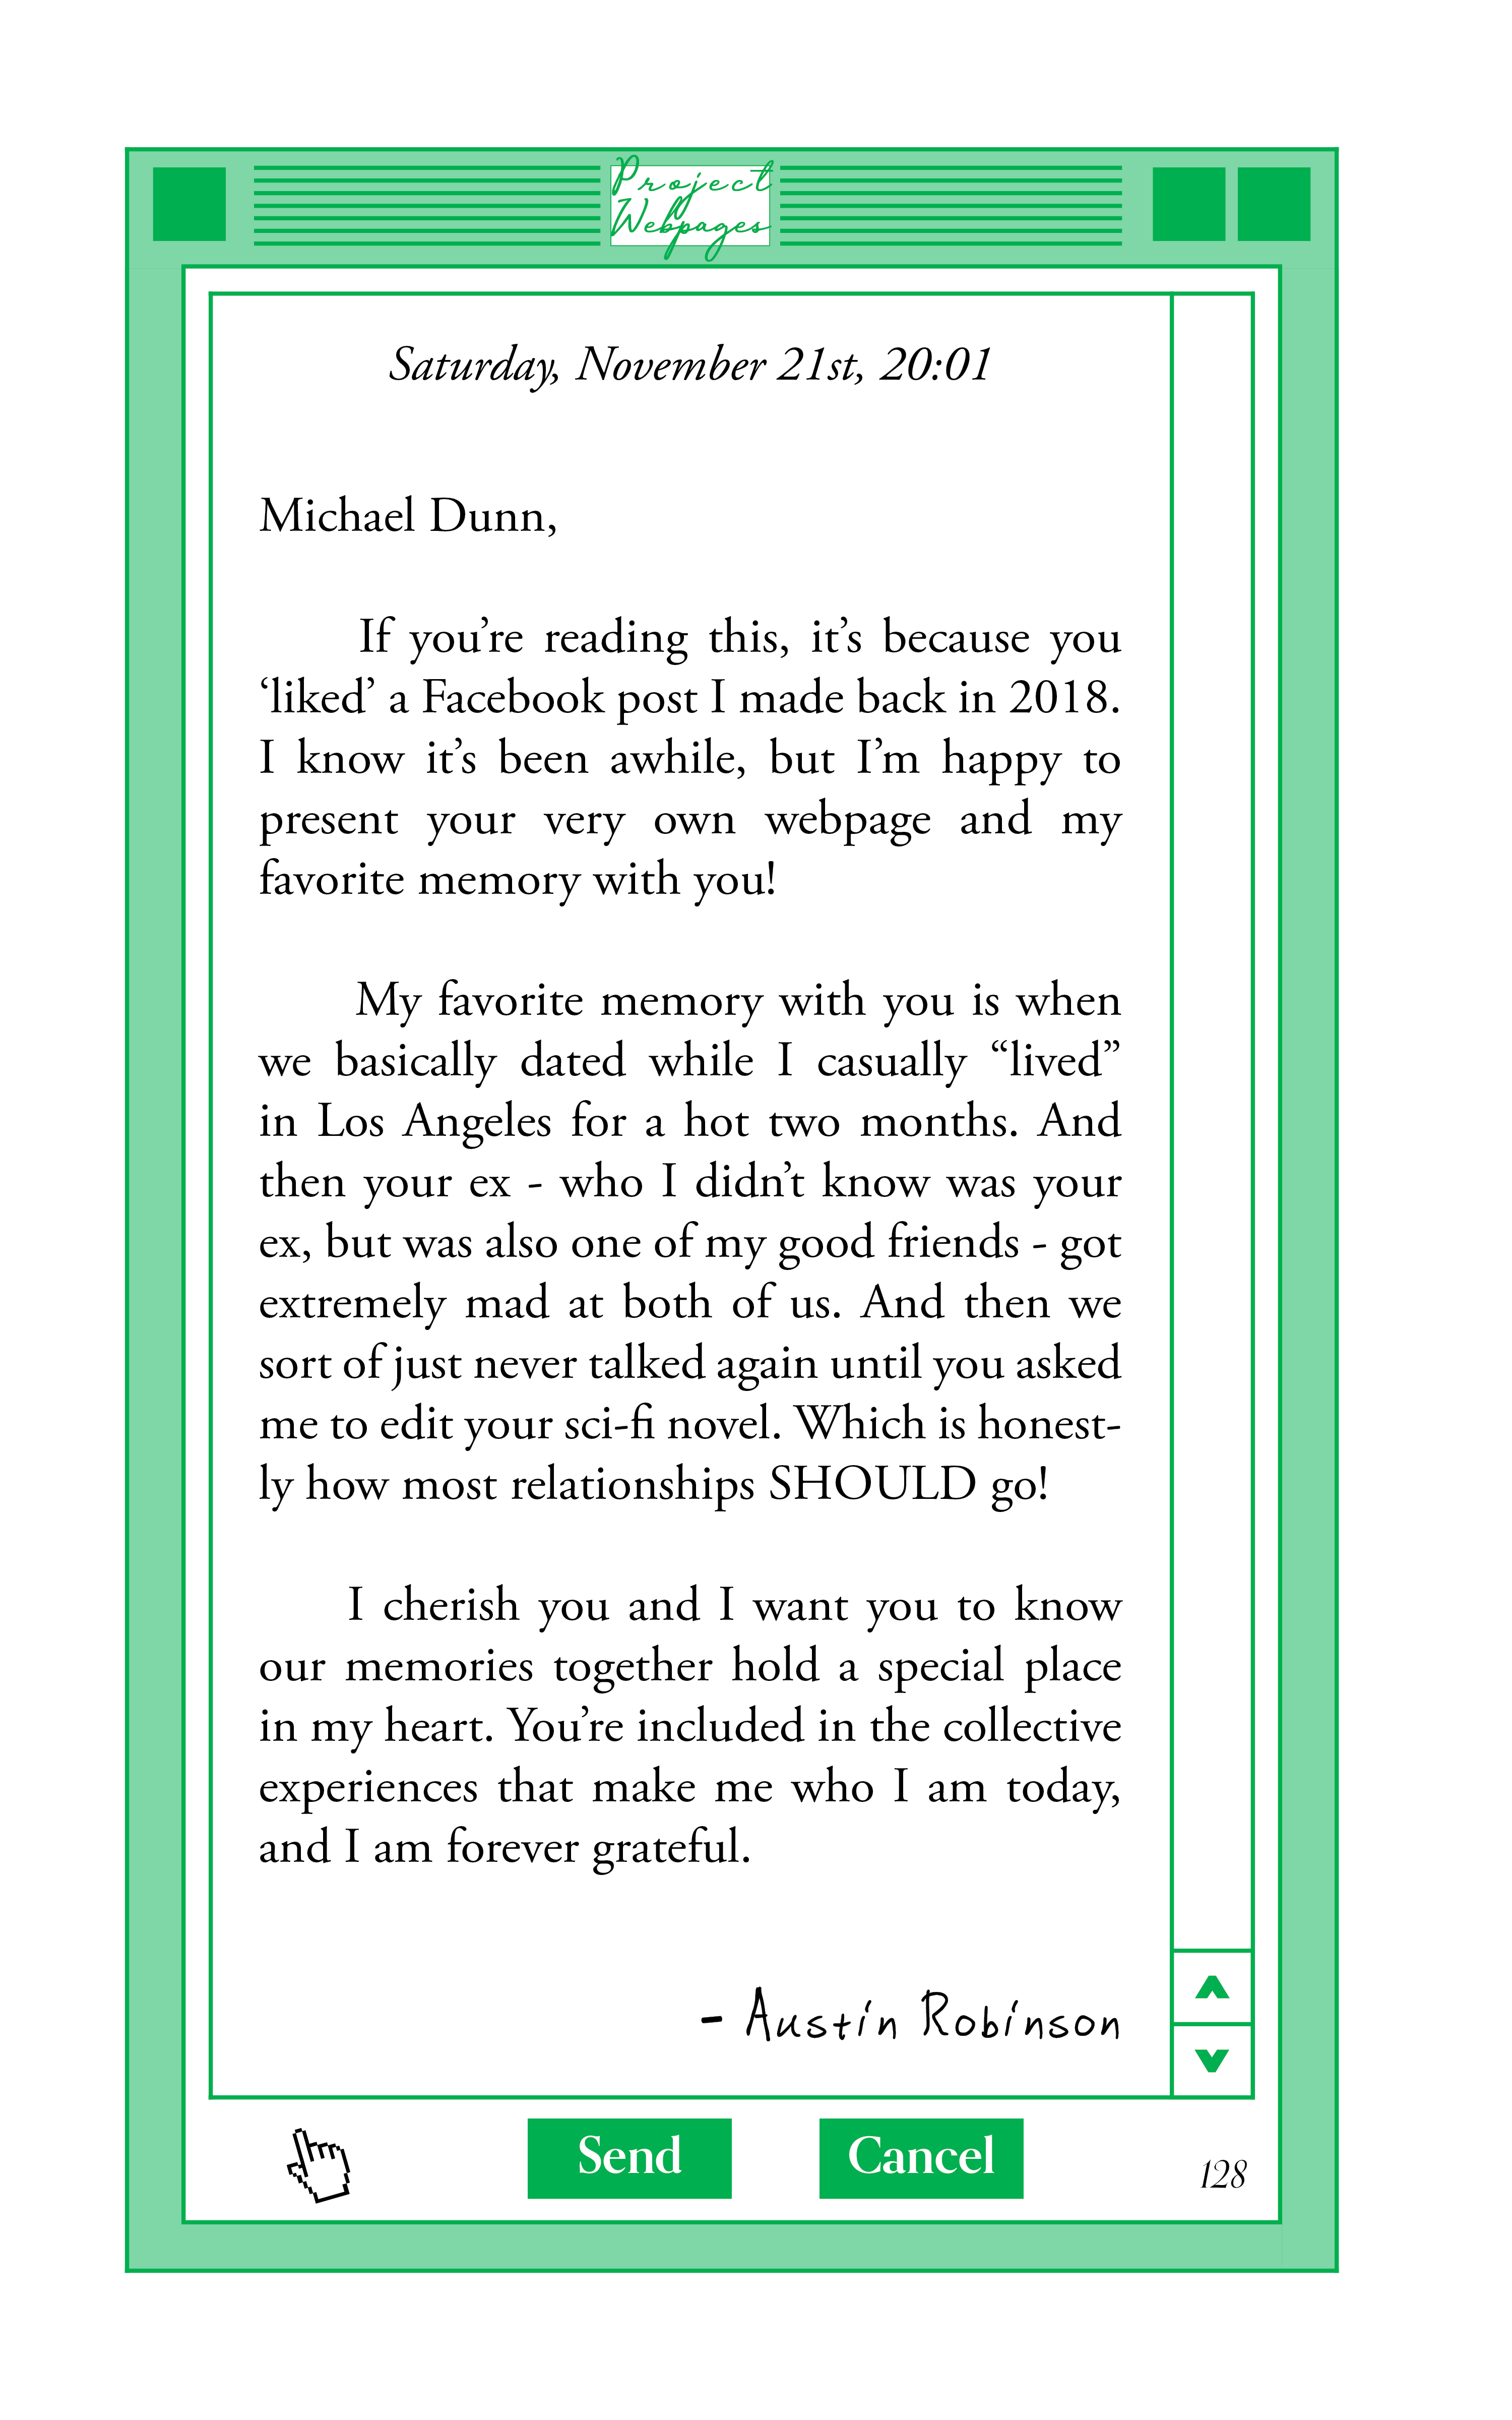 Project
Webpages
Saturday, November 21st, 20:01
Michael Dunn,
If you’re reading this, it’s because you
‘liked’ a Facebook post I made back in 2018.
I know it’s been awhile, but I’m happy to
present your very own webpage and my
favorite memory with you!
My favorite memory with you is when
we basically dated while I casually “lived”
in Los Angeles for a hot two months. And
then your ex - who I didn’t know was your
ex, but was also one of my good friends - got
extremely mad at both of us. And then we
sort of just never talked again until you asked
me to edit your sci-fi novel. Which is honest-
ly how most relationships SHOULD go!
I cherish you and I want you to know
our memories together hold a special place
in my heart. You’re included in the collective
experiences that make me who I am today,
and I am forever grateful.
- Austin Robinson
Send Cancel
128